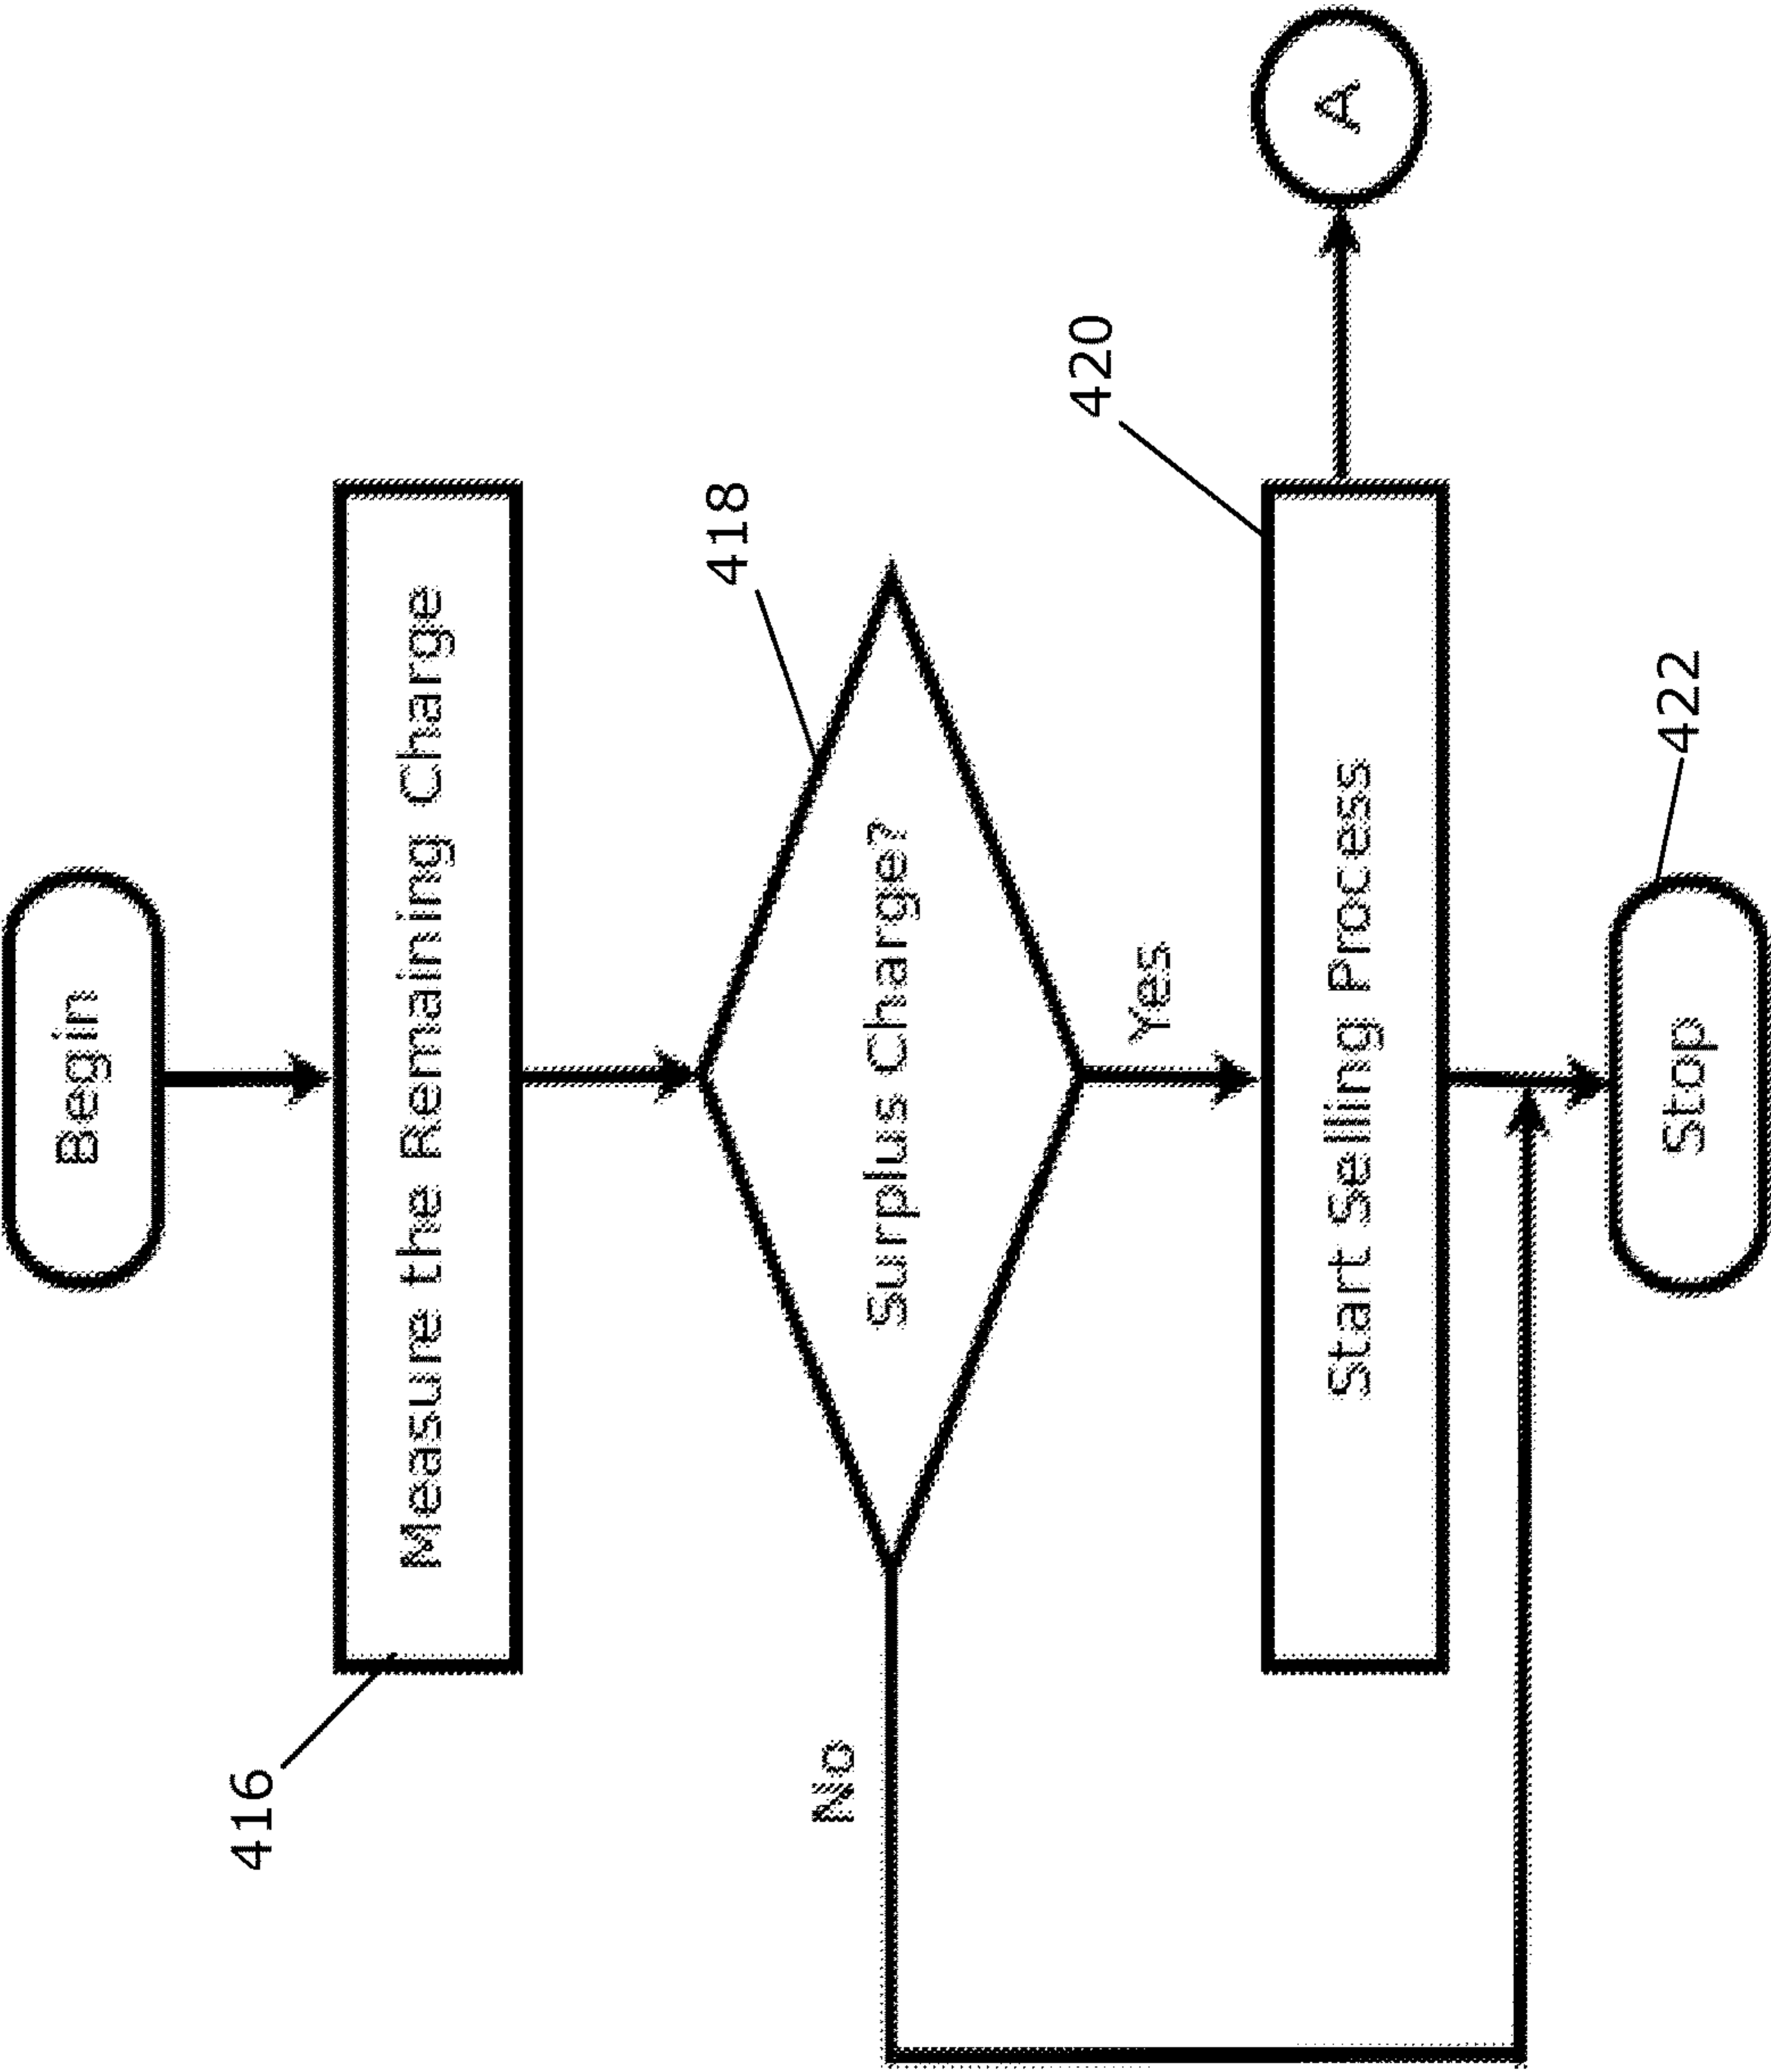 Begin
416
Measure the Remaining Charge
418
Surplus Charge?
No
Yes
420
Start Selling Process
A
422
Stop